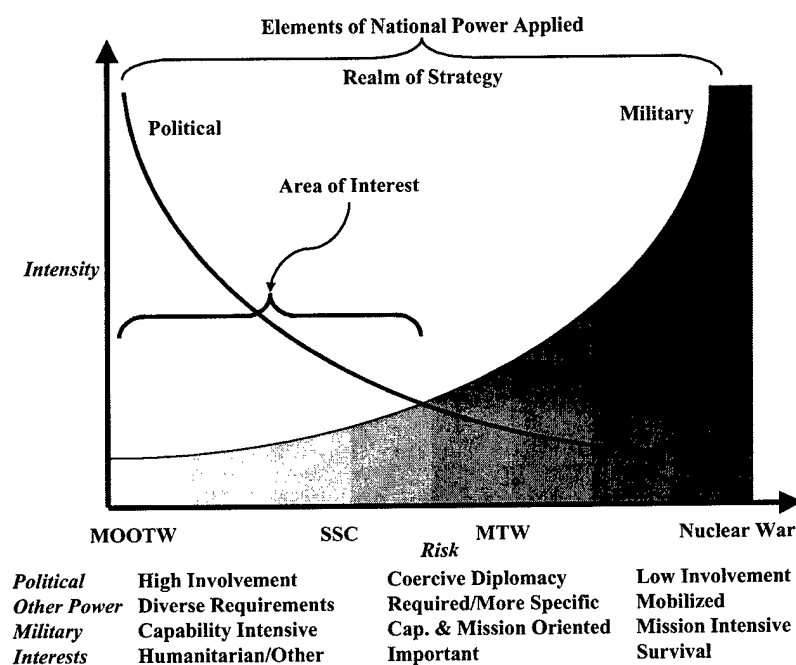 Elements of National Power Applied
Realm of Strategy
Political
Military
Area of Interest
Intensity
MOOTW SSC MTW Nuclear War
Risk
Political High Involvement Coercive Diplomacy Low Involvement
Other Power Diverse Requirements Required/More Specific Mobilized
Military Capability Intensive Cap. & Mission Oriented Mission Intensive
Interests Humanitarian/Other Important Survival